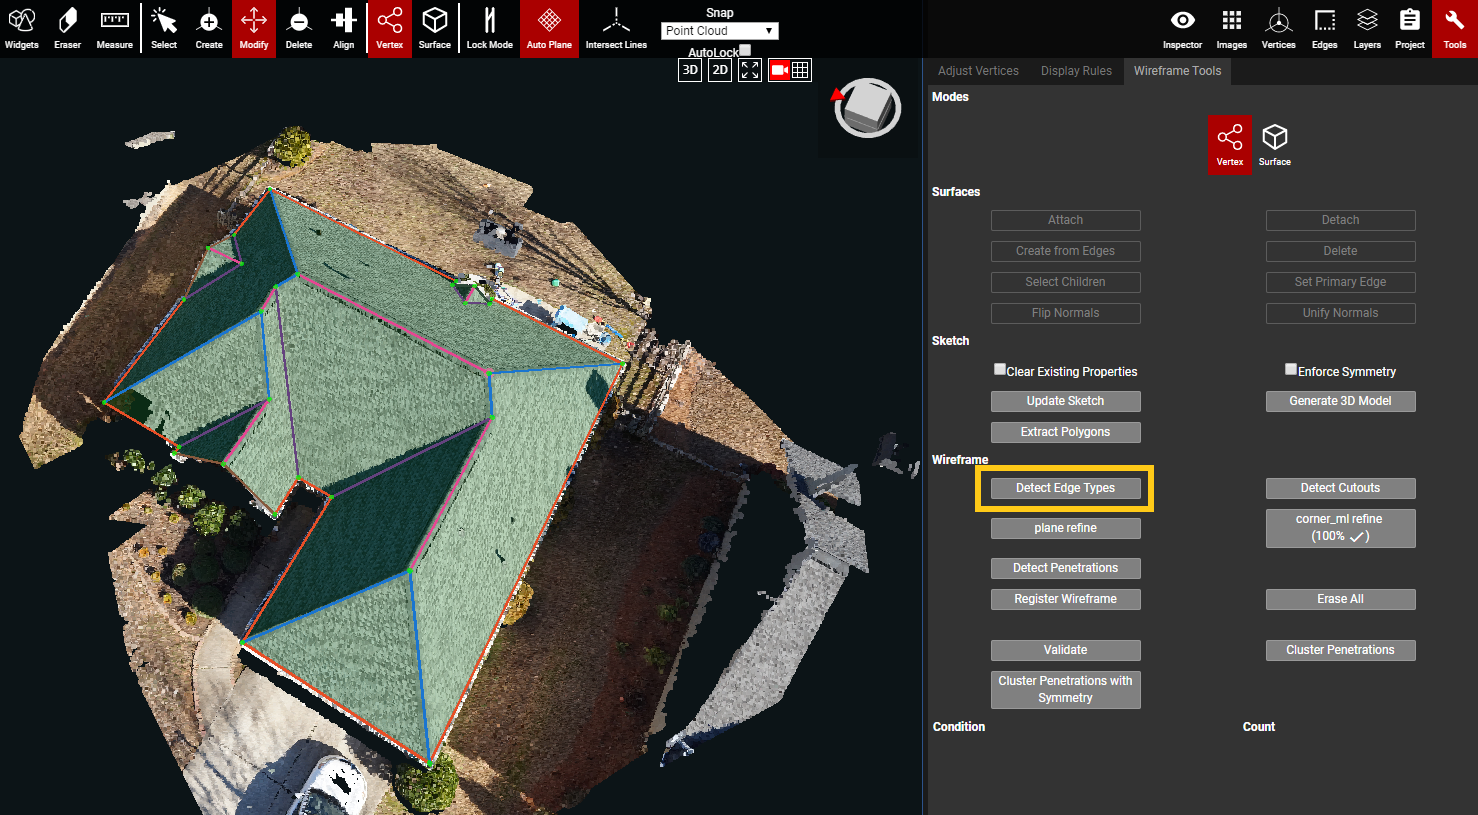 Widgets Eraser Measure Select Create Modify Delete Align Vertex Surface Lock Mode Auto Plane Intersect Lines
Snap
Point Cloud
AutoLock
3D 2D
Inspector Images Vertices Edges Layers Project Tools
Adjust Vertices Display Rules Wireframe Tools
Modes
Vertex Surface
Surfaces
Attach Detach
Create from Edges Delete
Select Children Set Primary Edge
Flip Normals Unify Normals
Sketch
Clear Existing Properties Enforce Symmetry
Update Sketch Generate 3D Model
Extract Polygons
Wireframe
Detect Edge Types Detect Cutouts
plane refine corner_ml refine
(100% ✓)
Detect Penetrations
Register Wireframe Erase All
Validate Cluster Penetrations
Cluster Penetrations with
Symmetry
Condition Count